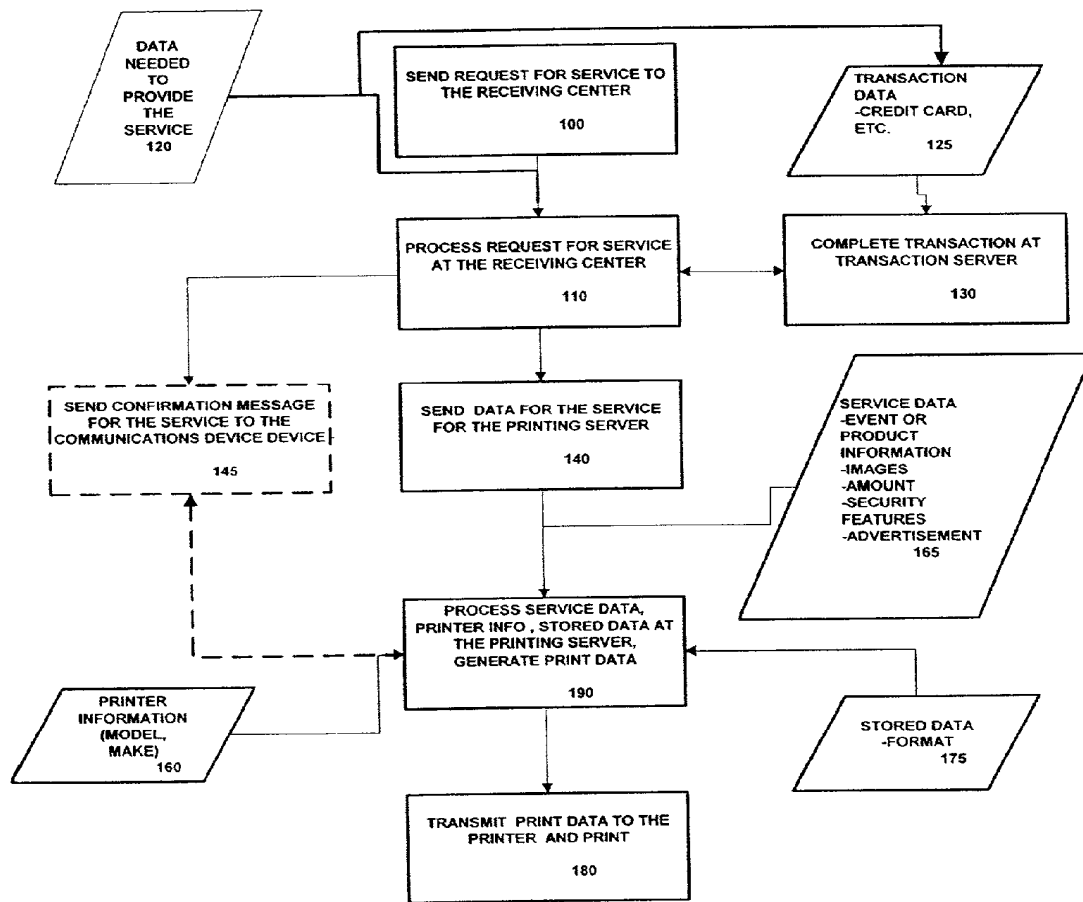 DATA
NEEDED
TO
PROVIDE
THE
SERVICE
120
SEND REQUEST FOR SERVICE TO
THE RECEIVING CENTER
100
TRANSACTION
DATA
-CREDIT CARD,
ETC.
125
PROCESS REQUEST FOR SERVICE
AT THE RECEIVING CENTER
110
COMPLETE TRANSACTION AT
TRANSACTION SERVER
130
SEND CONFIRMATION MESSAGE
FOR THE SERVICE TO THE
COMMUNICATIONS DEVICE DEVICE
145
SEND DATA FOR THE SERVICE
FOR THE PRINTING SERVER
140
SERVICE DATA
-EVENT OR
PRODUCT
INFORMATION
-IMAGES
-AMOUNT
-SECURITY
FEATURES
-ADVERTISEMENT
165
PROCESS SERVICE DATA,
PRINTER INFO , STORED DATA AT
THE PRINTING SERVER,
GENERATE PRINT DATA
190
PRINTER
INFORMATION
(MODEL,
MAKE)
160
STORED DATA
-FORMAT
175
TRANSMIT PRINT DATA TO THE
PRINTER AND PRINT
180